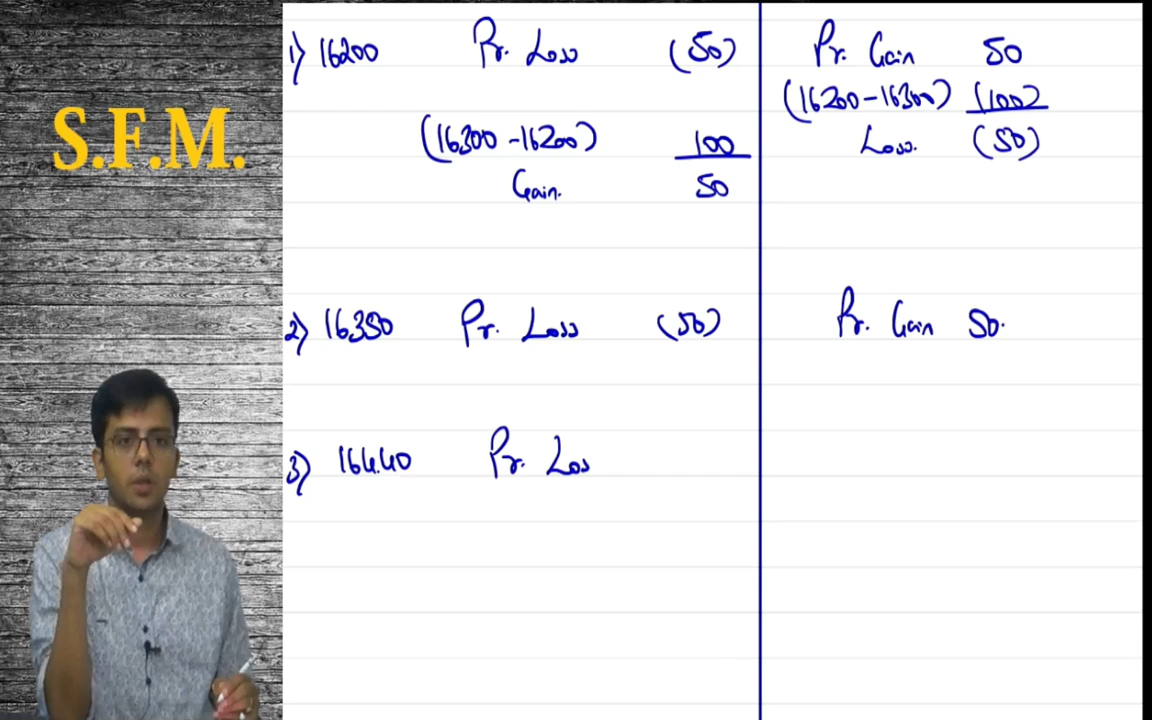 S.F.M.
1) 16200 Pr. Loss (50) Pr. Gain 50
(16300 - 16200) 100 (16200 - 16300) (100)
Gain. 50 Loss. (50)
2) 16350 Pr. Loss (50) Pr. Gain 50.
3) 16440 Pr. Los